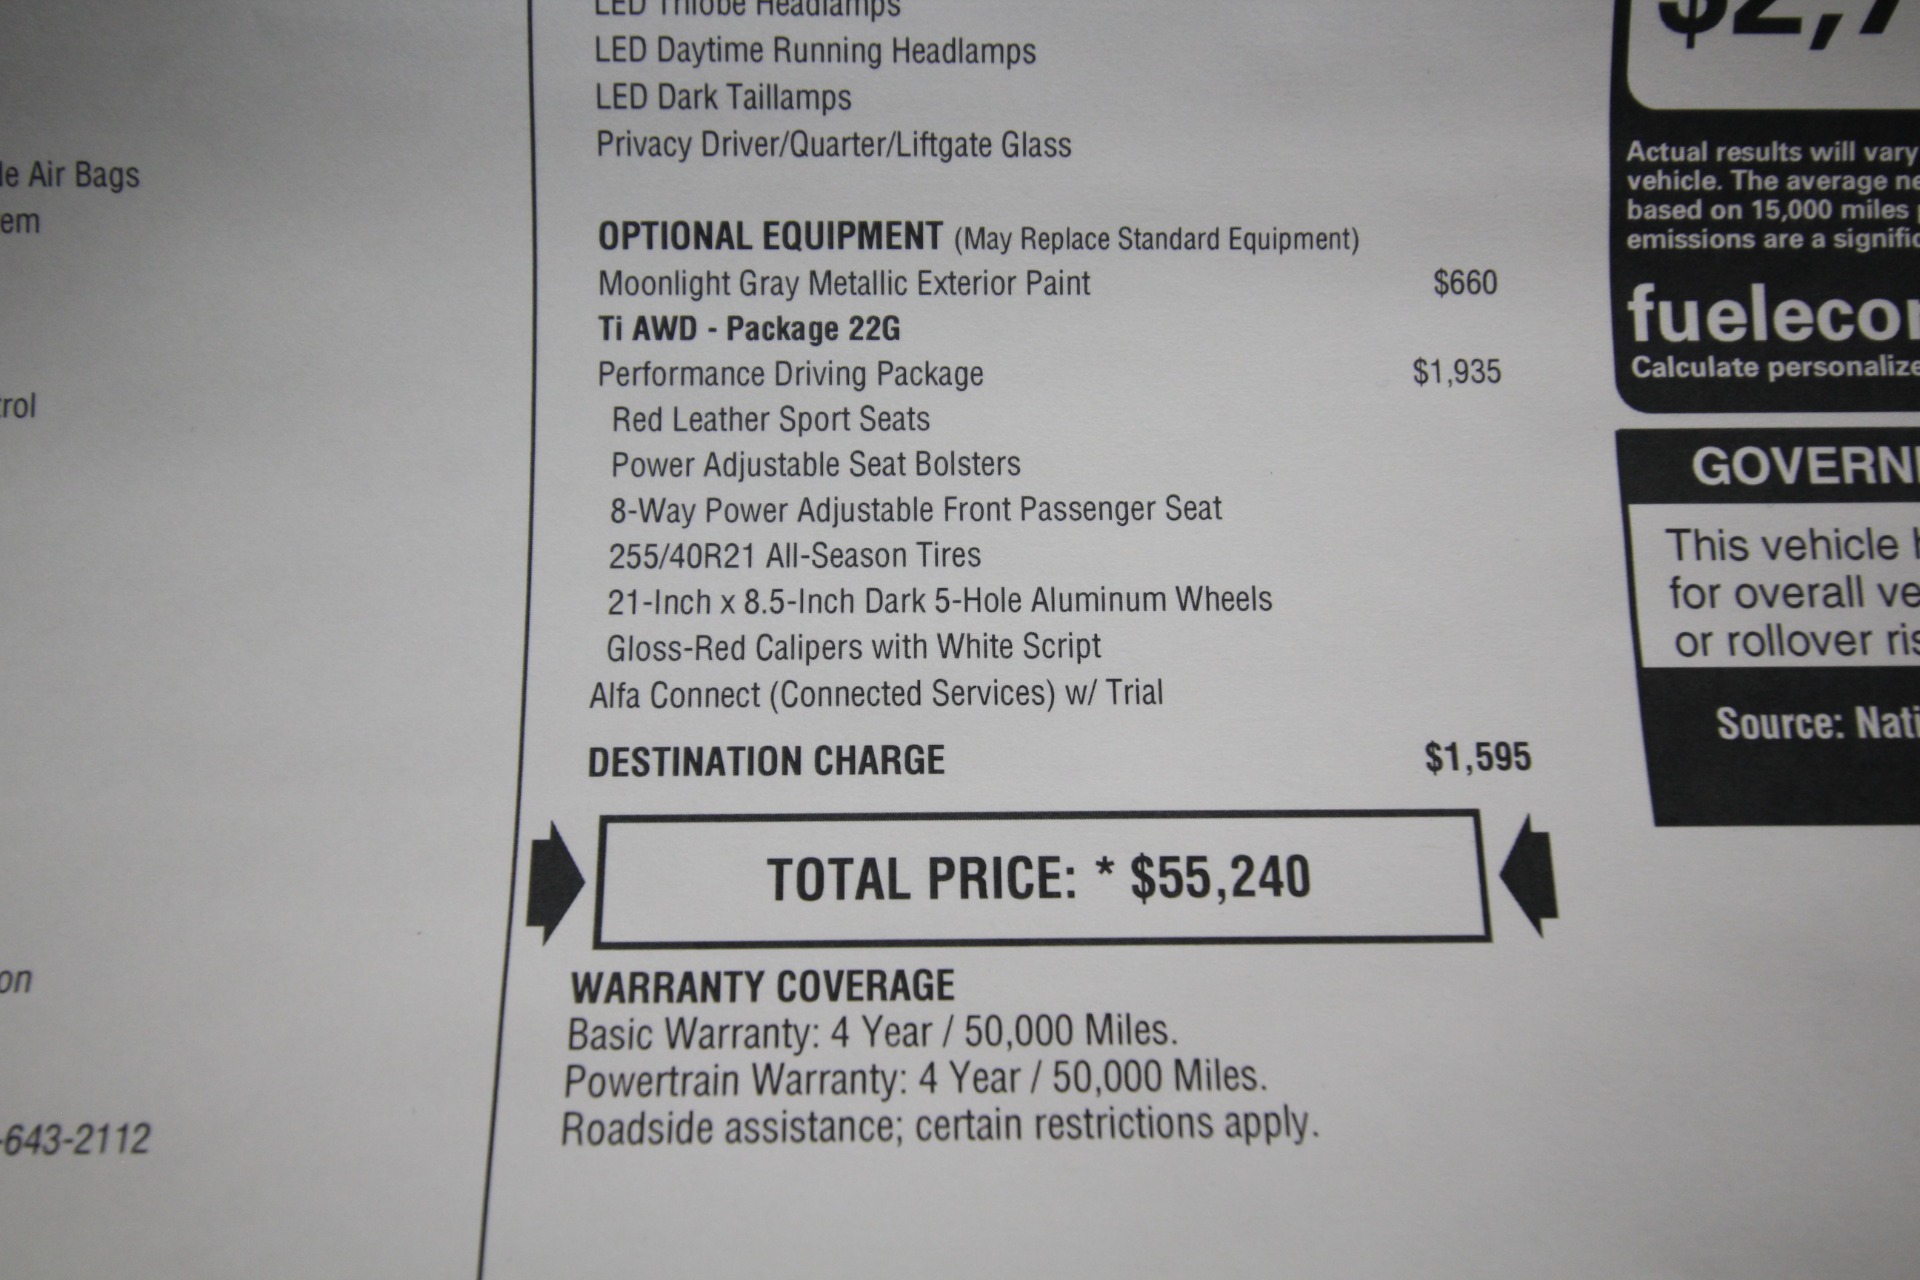 LED Trilobe Headlamps
LED Daytime Running Headlamps
LED Dark Taillamps
Privacy Driver/Quarter/Liftgate Glass
OPTIONAL EQUIPMENT (May Replace Standard Equipment)
Moonlight Gray Metallic Exterior Paint $660
Ti AWD - Package 22G
Performance Driving Package $1,935
Red Leather Sport Seats
Power Adjustable Seat Bolsters
8-Way Power Adjustable Front Passenger Seat
255/40R21 All-Season Tires
21-Inch x 8.5-Inch Dark 5-Hole Aluminum Wheels
Gloss-Red Calipers with White Script
Alfa Connect (Connected Services) w/ Trial
DESTINATION CHARGE $1,595
TOTAL PRICE: * $55,240
WARRANTY COVERAGE
Basic Warranty: 4 Year / 50,000 Miles.
Powertrain Warranty: 4 Year / 50,000 Miles.
Roadside assistance; certain restrictions apply.
le Air Bags
em
rol
on
-643-2112
$2,7
Actual results will vary
vehicle. The average ne
based on 15,000 miles
emissions are a signific
fueleco
Calculate personalize
GOVERN
This vehicle
for overall ve
or rollover ris
Source: Nati